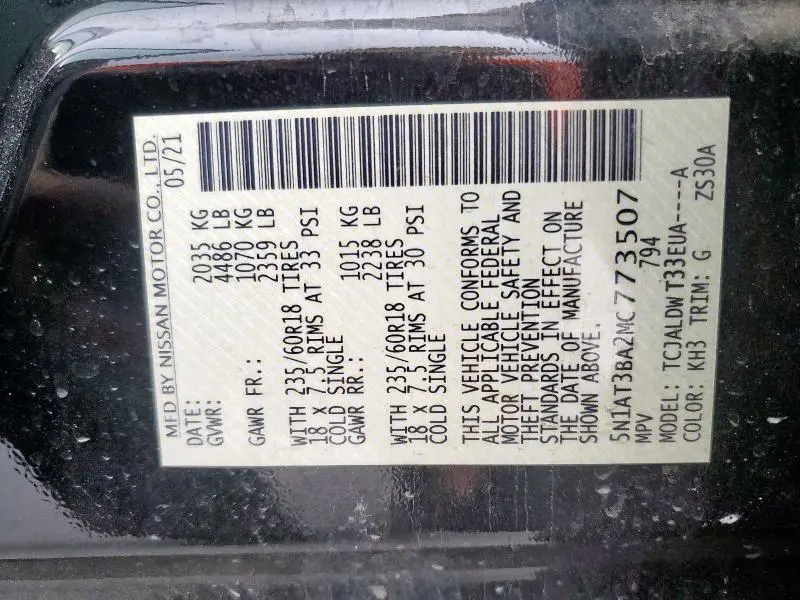 MFD BY NISSAN MOTOR CO., LTD.
DATE: 05/21
GVWR: 2035 KG
4486 LB
GAWR FR.: 1070 KG
2359 LB
WITH 235/60R18 TIRES
18 X 7.5 RIMS AT 33 PSI
COLD SINGLE
GAWR RR.: 1015 KG
2238 LB
WITH 235/60R18 TIRES
18 X 7.5 RIMS AT 30 PSI
COLD SINGLE
THIS VEHICLE CONFORMS TO
ALL APPLICABLE FEDERAL
MOTOR VEHICLE SAFETY AND
THEFT PREVENTION
STANDARDS IN EFFECT ON
THE DATE OF MANUFACTURE
SHOWN ABOVE.
5N1AT3BA2MC773507
MPV 794
MODEL: TCJALDW T33EUA----A
COLOR: KH3 TRIM: G ZS30A